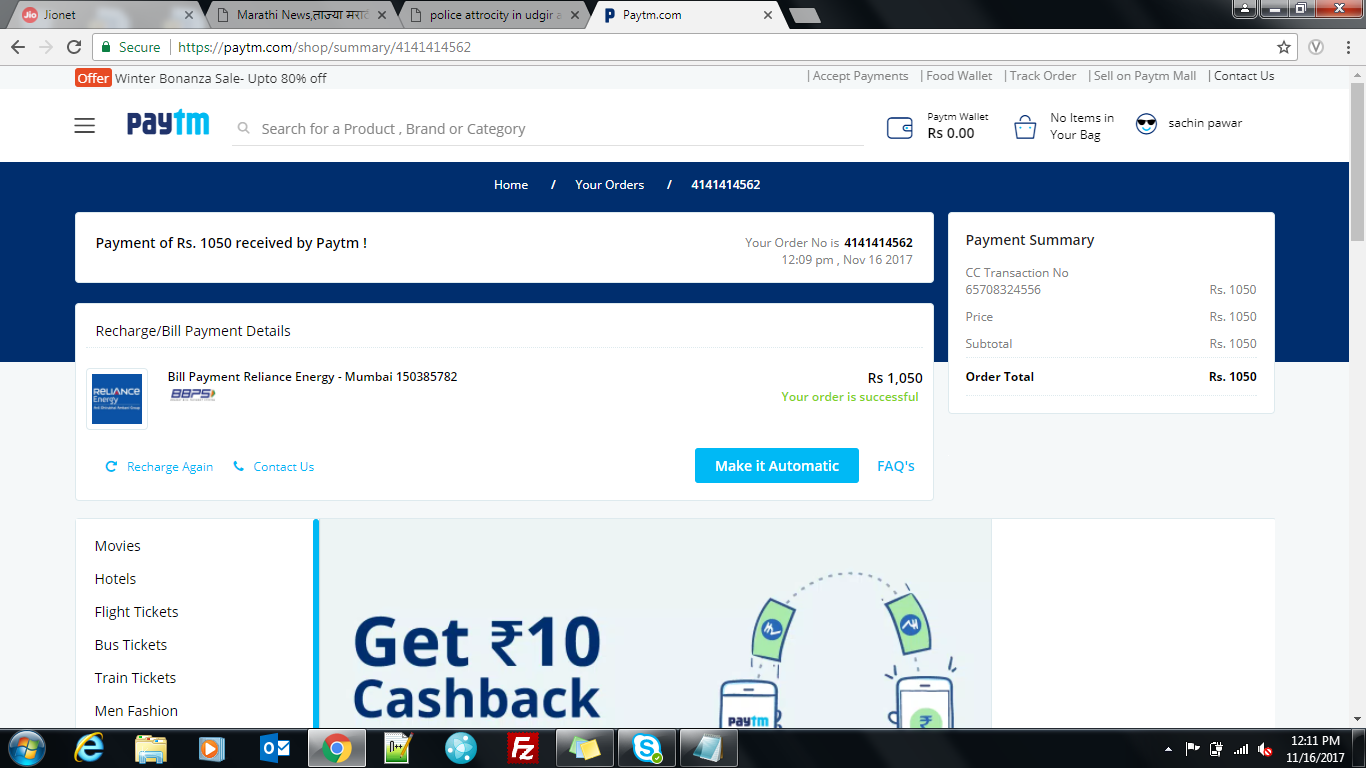 Jionet
Marathi News,ताज्या मराठ
police attrocity in udgir a
Paytm.com
Secure
https://paytm.com/shop/summary/4141414562
Offer Winter Bonanza Sale- Upto 80% off
| Accept Payments | Food Wallet | Track Order | Sell on Paytm Mall | Contact Us
paytm
Search for a Product , Brand or Category
Paytm Wallet
Rs 0.00
No Items in
Your Bag
sachin pawar
Home / Your Orders / 4141414562
Payment of Rs. 1050 received by Paytm !
Your Order No is 4141414562
12:09 pm , Nov 16 2017
Recharge/Bill Payment Details
RELIANCE
Energy
Bill Payment Reliance Energy - Mumbai 150385782
BBPS
Rs 1,050
Your order is successful
Recharge Again
Contact Us
Make it Automatic
FAQ's
Payment Summary
CC Transaction No
65708324556 Rs. 1050
Price Rs. 1050
Subtotal Rs. 1050
Order Total Rs. 1050
Movies
Hotels
Flight Tickets
Bus Tickets
Train Tickets
Men Fashion
Get ₹10
Cashback
paytm
₹
12:11 PM
11/16/2017